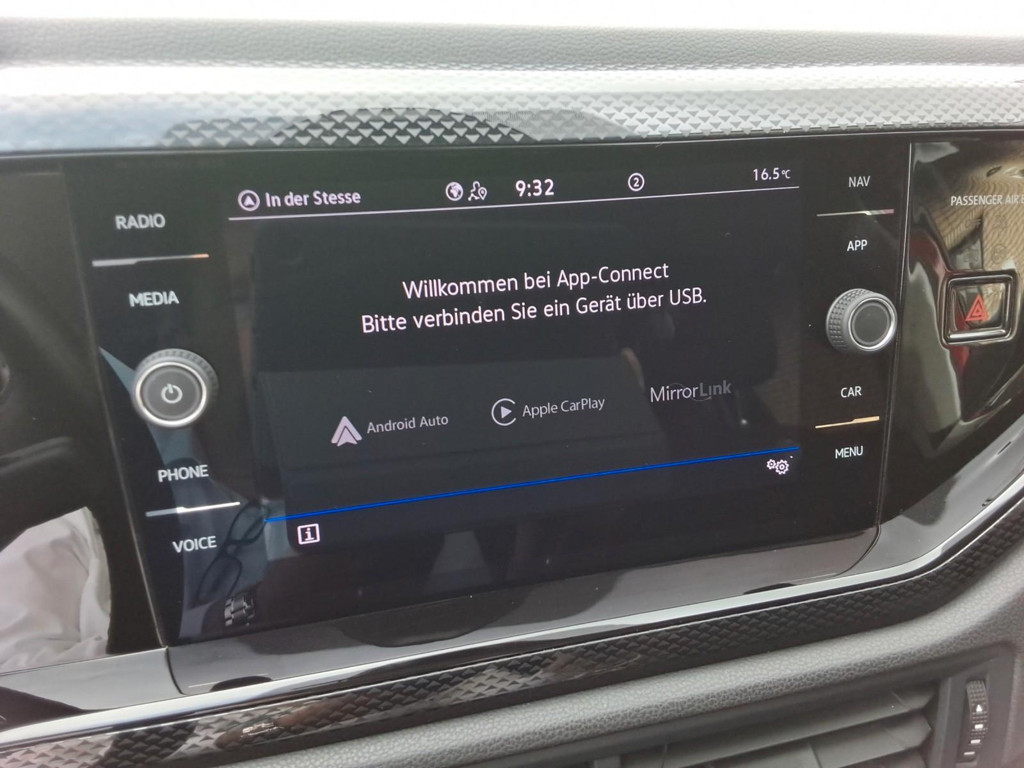 In der Stesse
9:32
2
16.5°C
RADIO
MEDIA
PHONE
VOICE
Willkommen bei App-Connect
Bitte verbinden Sie ein Gerät über USB.
Android Auto
Apple CarPlay
MirrorLink
i
NAV
APP
CAR
MENU
PASSENGER AIR